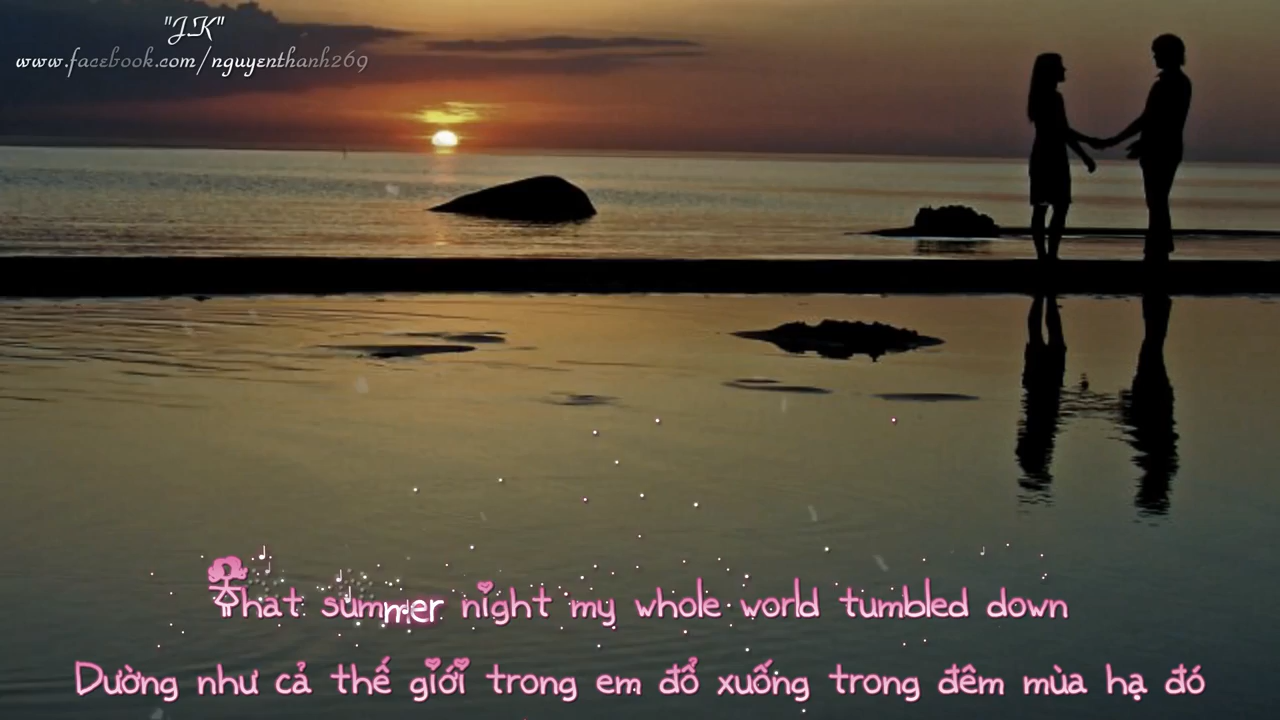 "J.K"
www.facebook.com/nguyenthanh269
That summer night my whole world tumbled down
Dường như cả thế giới trong em đổ xuống trong đêm mùa hạ đó